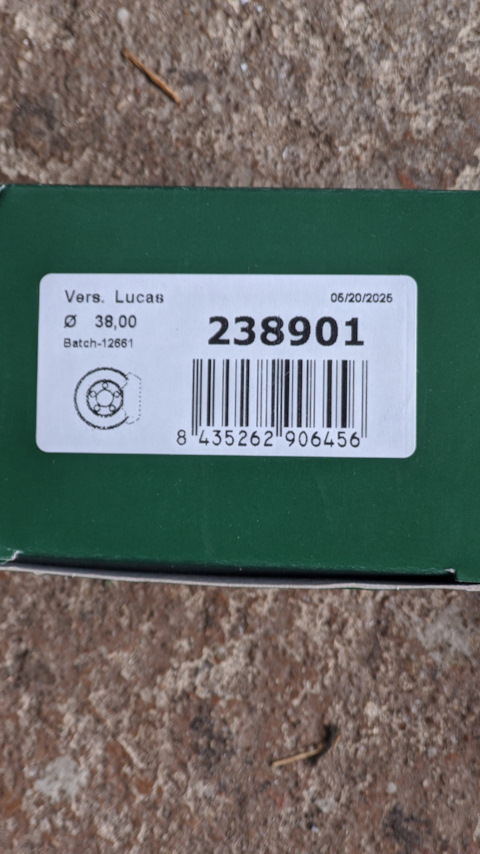 Vers. Lucas
05/20/2025
Ø 38,00
238901
Batch-12661
8 435262 906456